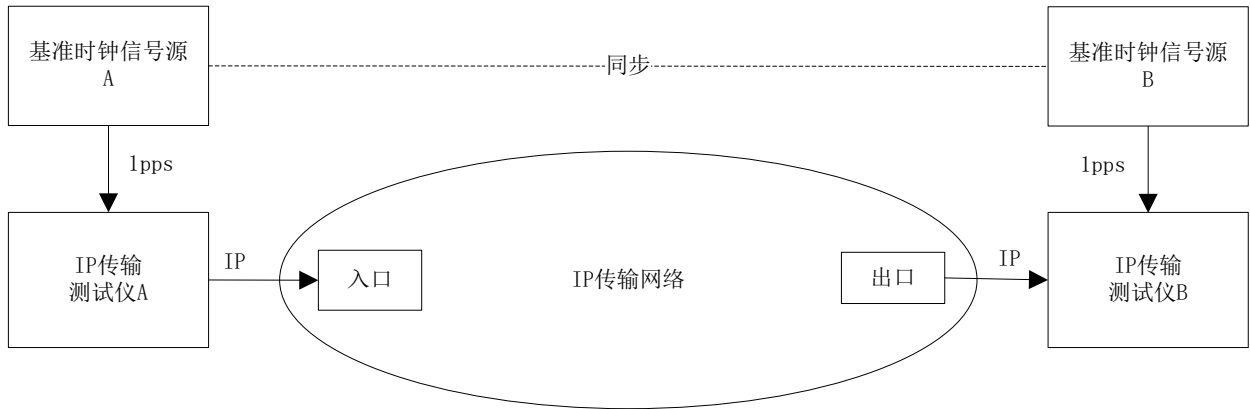 基准时钟信号源
A
同步
基准时钟信号源
B
1pps
1pps
IP传输
测试仪A
IP
入口
IP传输网络
出口
IP
IP传输
测试仪B